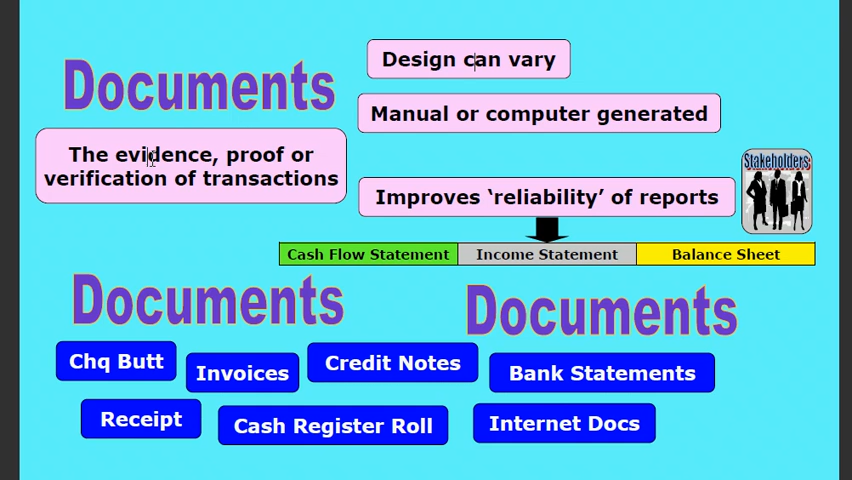 Documents
Design can vary
Manual or computer generated
The evidence, proof or
verification of transactions
Stakeholders
Improves ‘reliability’ of reports
Cash Flow Statement
Income Statement
Balance Sheet
Documents
Documents
Chq Butt
Invoices
Credit Notes
Bank Statements
Receipt
Cash Register Roll
Internet Docs